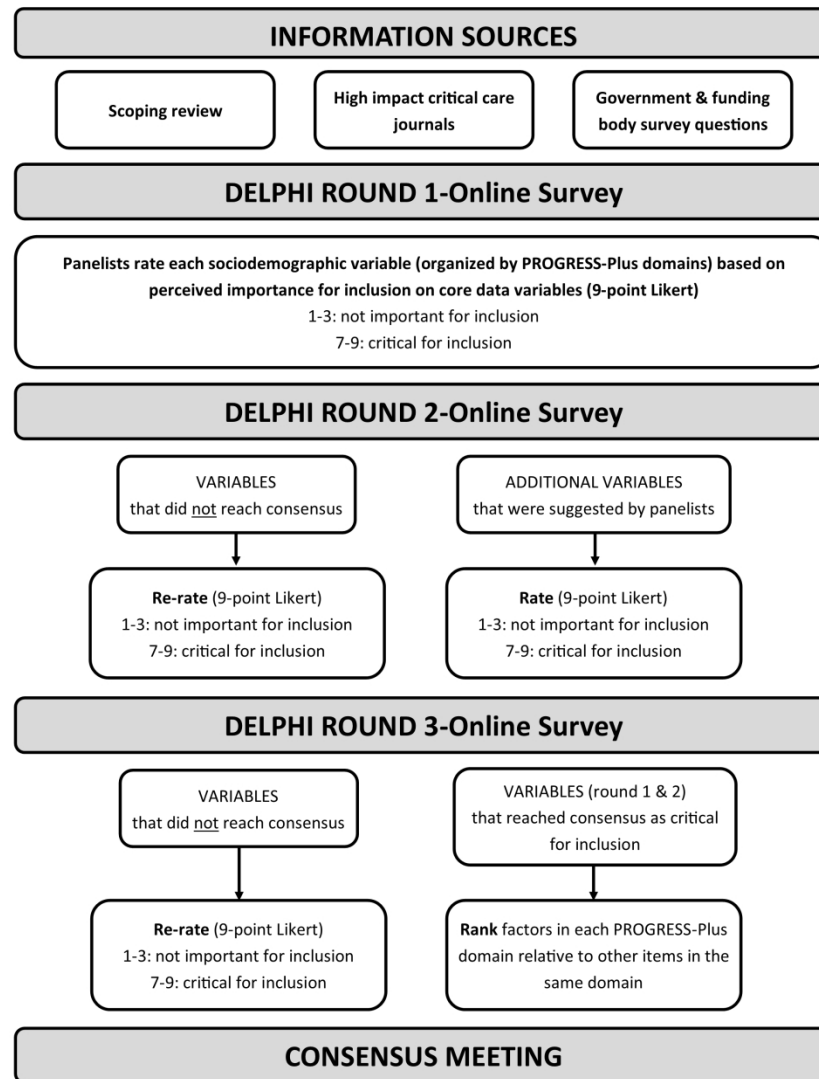 INFORMATION SOURCES
Scoping review
High impact critical care
journals
Government & funding
body survey questions
DELPHI ROUND 1-Online Survey
Panelists rate each sociodemographic variable (organized by PROGRESS-Plus domains) based on
perceived importance for inclusion on core data variables (9-point Likert)
1-3: not important for inclusion
7-9: critical for inclusion
DELPHI ROUND 2-Online Survey
VARIABLES
that did not reach consensus
ADDITIONAL VARIABLES
that were suggested by panelists
Re-rate (9-point Likert)
1-3: not important for inclusion
7-9: critical for inclusion
Rate (9-point Likert)
1-3: not important for inclusion
7-9: critical for inclusion
DELPHI ROUND 3-Online Survey
VARIABLES
that did not reach consensus
VARIABLES (round 1 & 2)
that reached consensus as critical
for inclusion
Re-rate (9-point Likert)
1-3: not important for inclusion
7-9: critical for inclusion
Rank factors in each PROGRESS-Plus
domain relative to other items in the
same domain
CONSENSUS MEETING